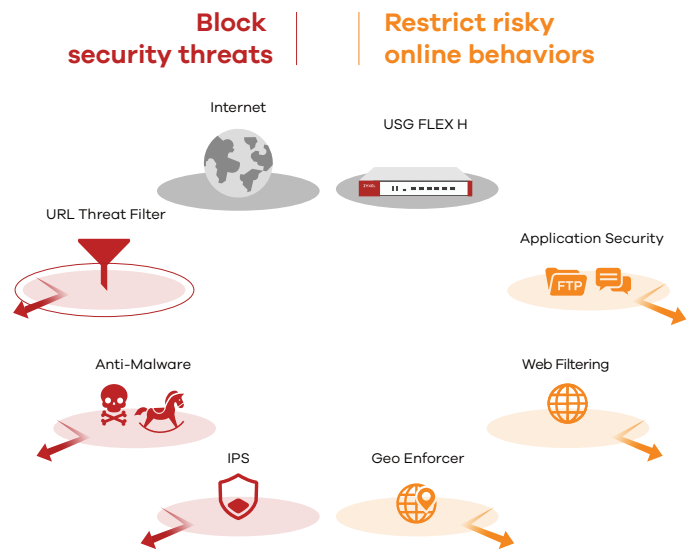 Block
security threats
Restrict risky
online behaviors
Internet
USG FLEX H
ZYXEL
URL Threat Filter
Application Security
FTP
Anti-Malware
Web Filtering
IPS
Geo Enforcer